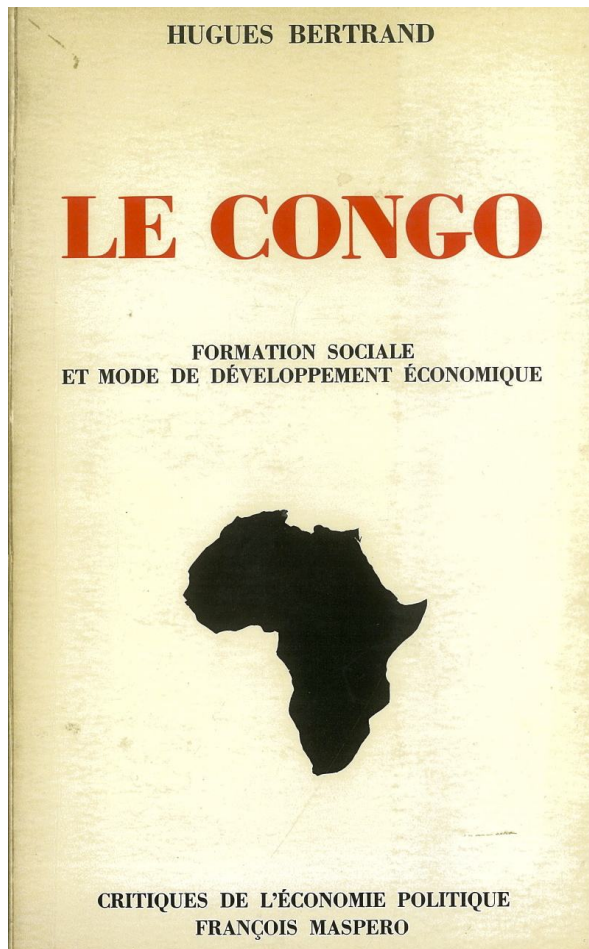 HUGUES BERTRAND
LE CONGO
FORMATION SOCIALE
ET MODE DE DÉVELOPPEMENT ÉCONOMIQUE
CRITIQUES DE L'ÉCONOMIE POLITIQUE
FRANÇOIS MASPERO